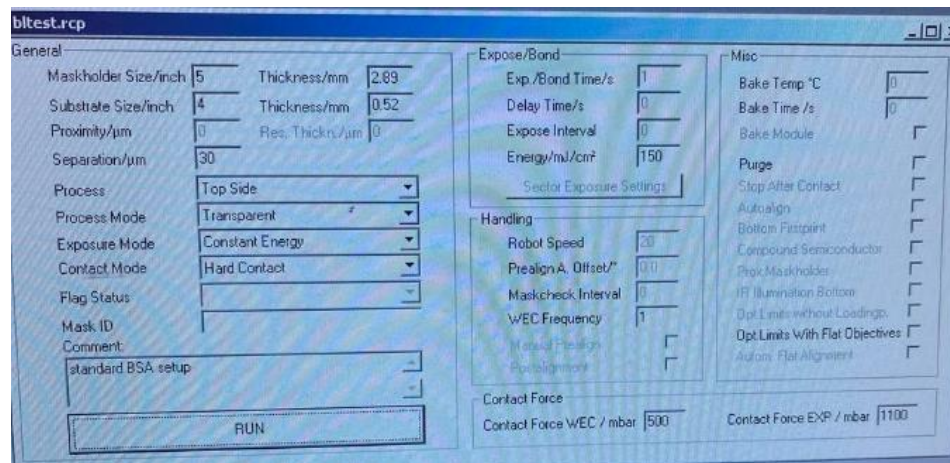 bltest.rcp
General
Maskholder Size/inch 5 Thickness/mm 2.89
Substrate Size/inch 4 Thickness/mm 0.52
Proximity/µm 0 Res. Thickn./µm 0
Separation/µm 30
Process Top Side
Process Mode Transparent
Exposure Mode Constant Energy
Contact Mode Hard Contact
Flag Status
Mask ID
Comment:
standard BSA setup
RUN
Expose/Bond
Exp./Bond Time/s 1
Delay Time/s 0
Expose Interval 0
Energy/mJ/cm² 150
Sector Exposure Settings
Handling
Robot Speed 20
Prealign A. Offset/° 0.0
Maskcheck Interval 0
WEC Frequency 1
Manual Prealign
Postalignment
Misc
Bake Temp °C 0
Bake Time /s 0
Bake Module
Purge
Stop After Contact
Autoalign
Bottom Firstprint
Compound Semiconductor
Prox.Maskholder
IR Illumination Bottom
Opt Limits without Loadingp.
Opt Limits With Flat Objectives
Autom. Flat Alignment
Contact Force
Contact Force WEC / mbar 500 Contact Force EXP / mbar 1100